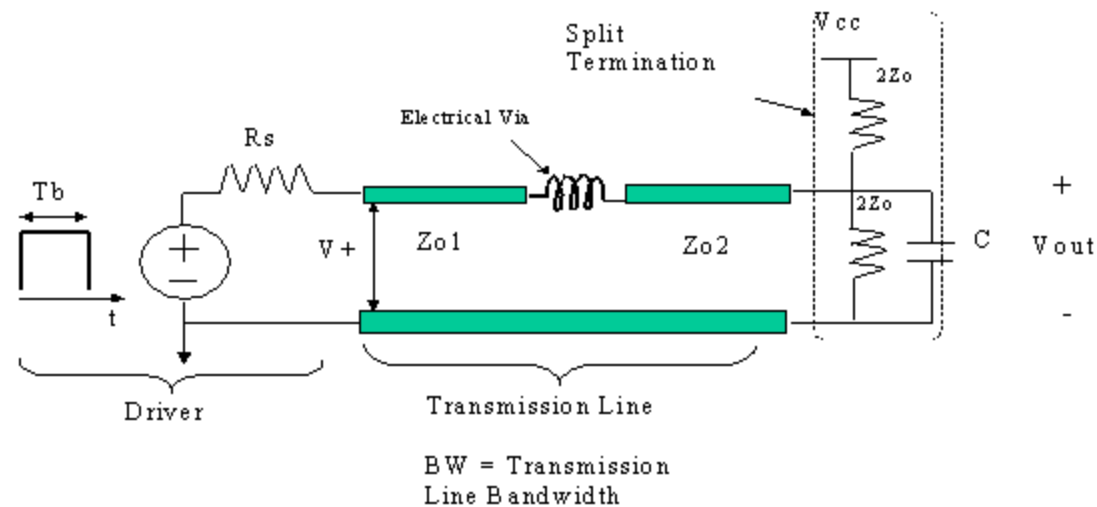 Vcc
Split
Termination
2Zo
Electrical Via
Rs
Tb
+
2Zo
+
V+
Zo1
Zo2
C
Vout
-
t
-
Driver
Transmission Line
BW = Transmission
Line Bandwidth